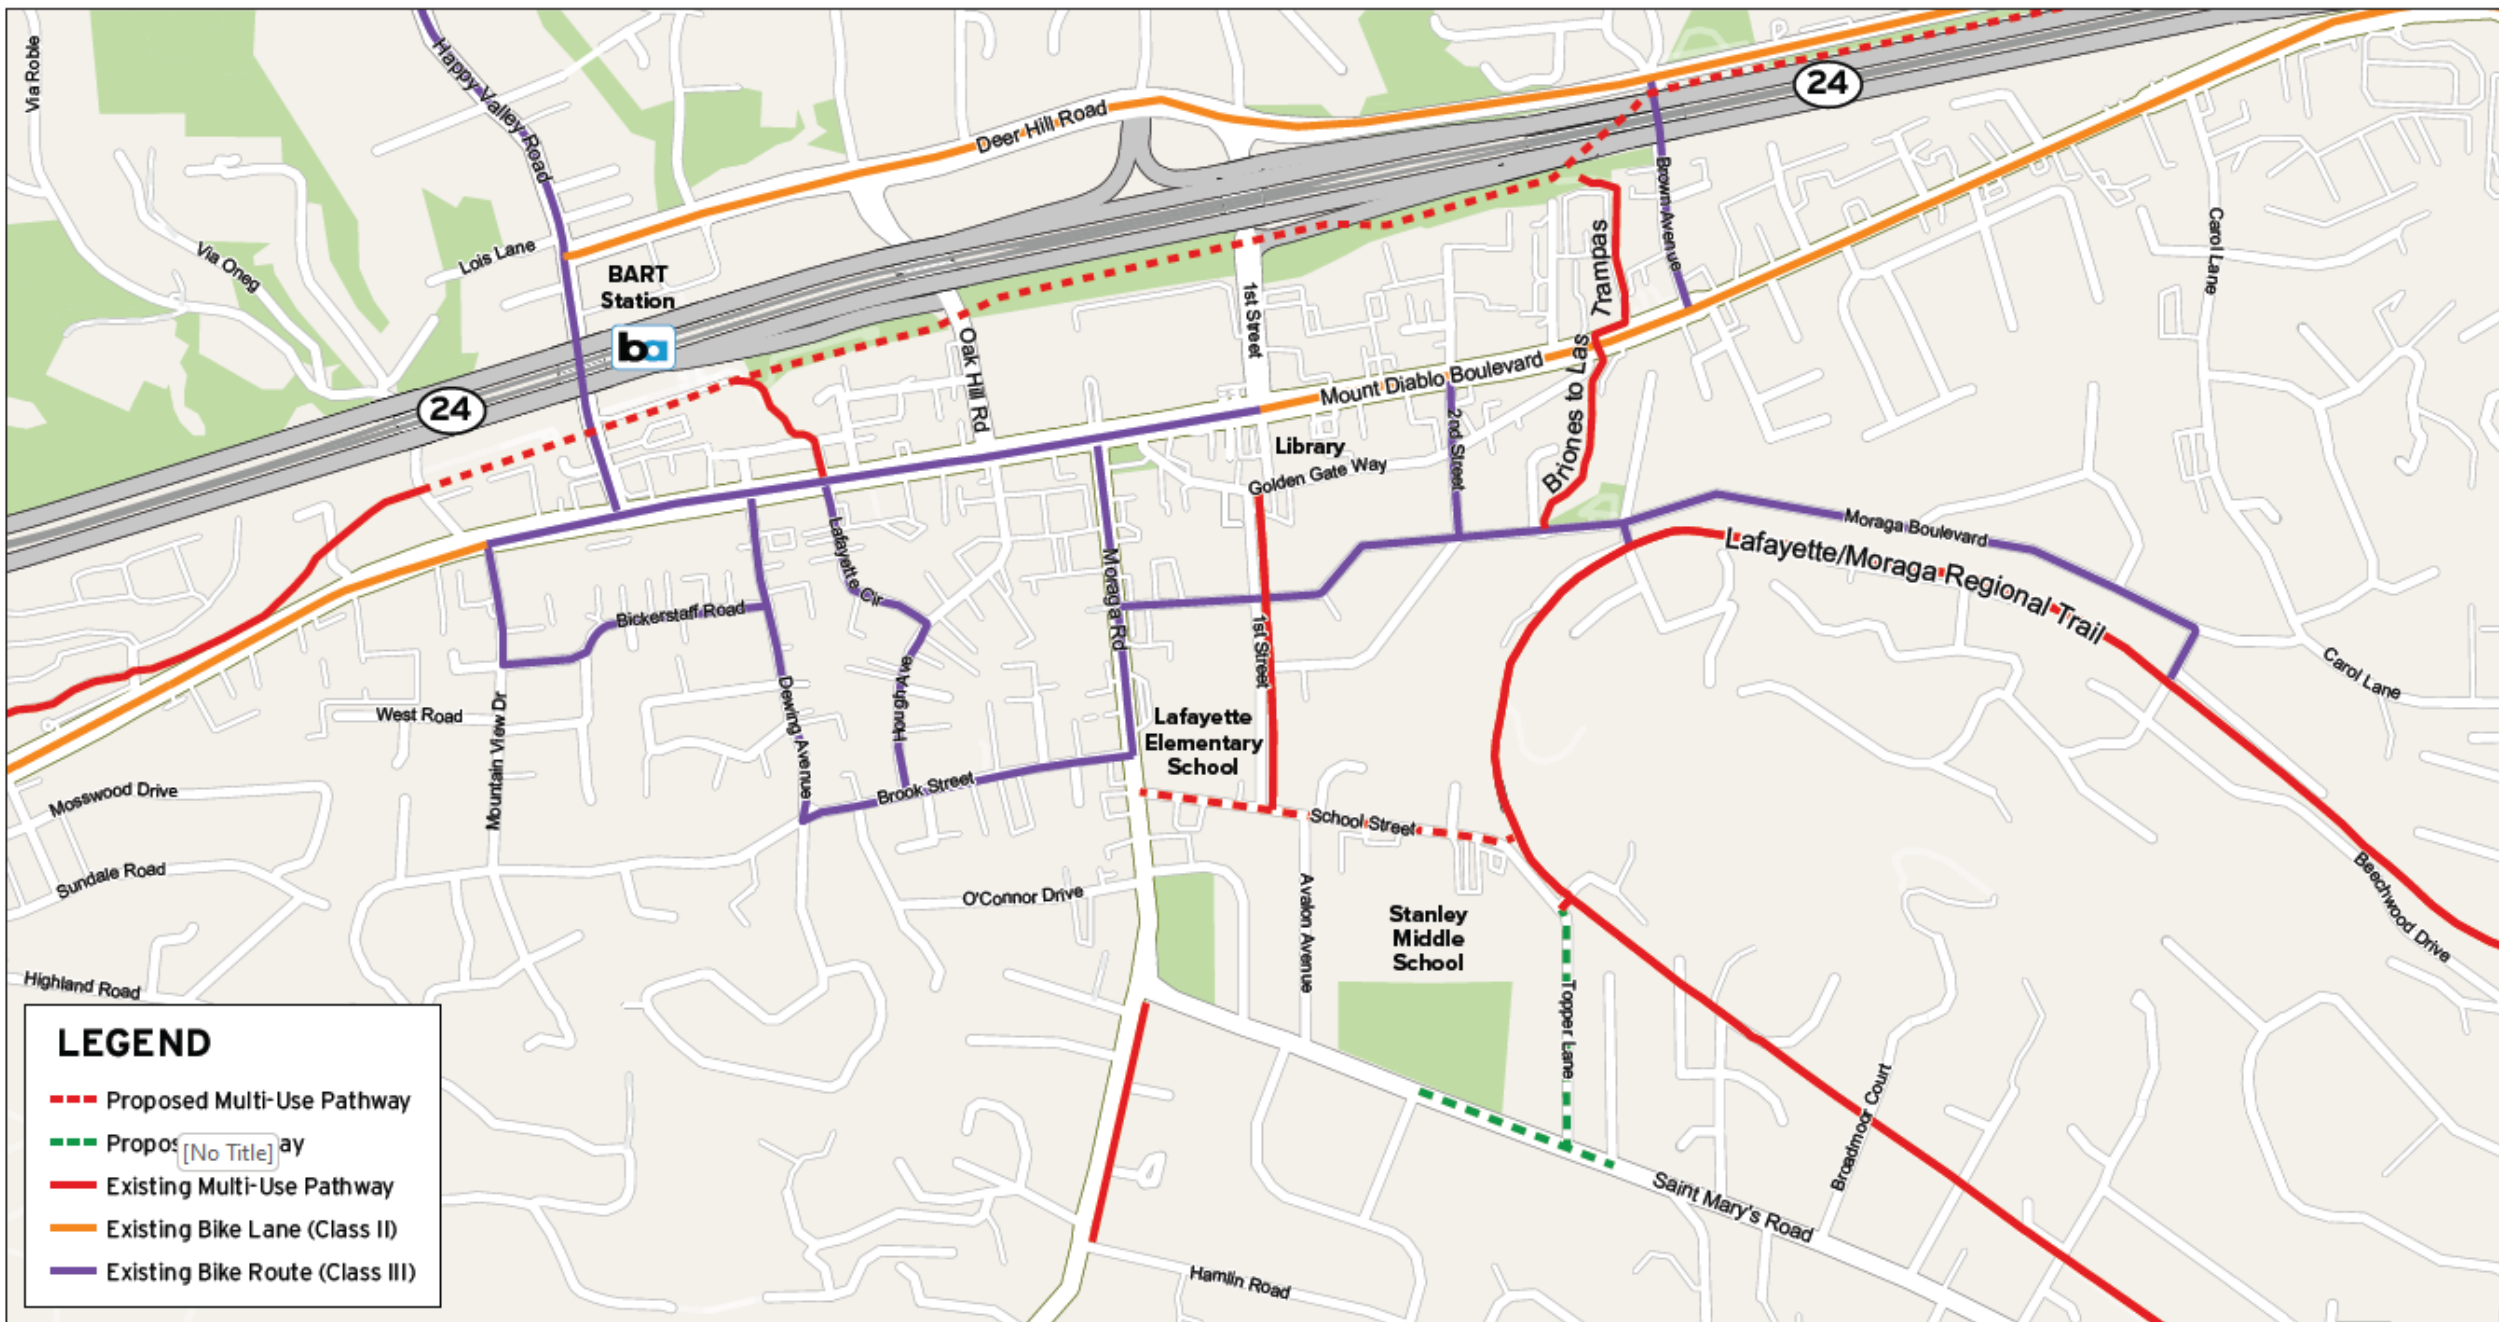 Via Roble
Happy Valley Road
Deer Hill Road
24
Via Oneg
Lois Lane
BART
Station
ba
24
Oak Hill Rd
1st Street
Mount Diablo Boulevard
Briones to Las Trampas
Brown Avenue
Carol Lane
Library
Golden Gate Way
2nd Street
Lafayette Cir
Moraga Rd
Moraga Boulevard
Lafayette/Moraga Regional Trail
Bickerstaff Road
1st Street
Carol Lane
West Road
Mountain View Dr
Dewing Avenue
Hough Ave
Lafayette
Elementary
School
Mosswood Drive
Brook Street
School Street
Sundale Road
O'Connor Drive
Avalon Avenue
Stanley
Middle
School
Beechwood Drive
Highland Road
Topper Lane
Broadmoor Court
Saint Mary's Road
Hamlin Road
LEGEND
Proposed Multi-Use Pathway
[No Title]
Existing Multi-Use Pathway
Existing Bike Lane (Class II)
Existing Bike Route (Class III)